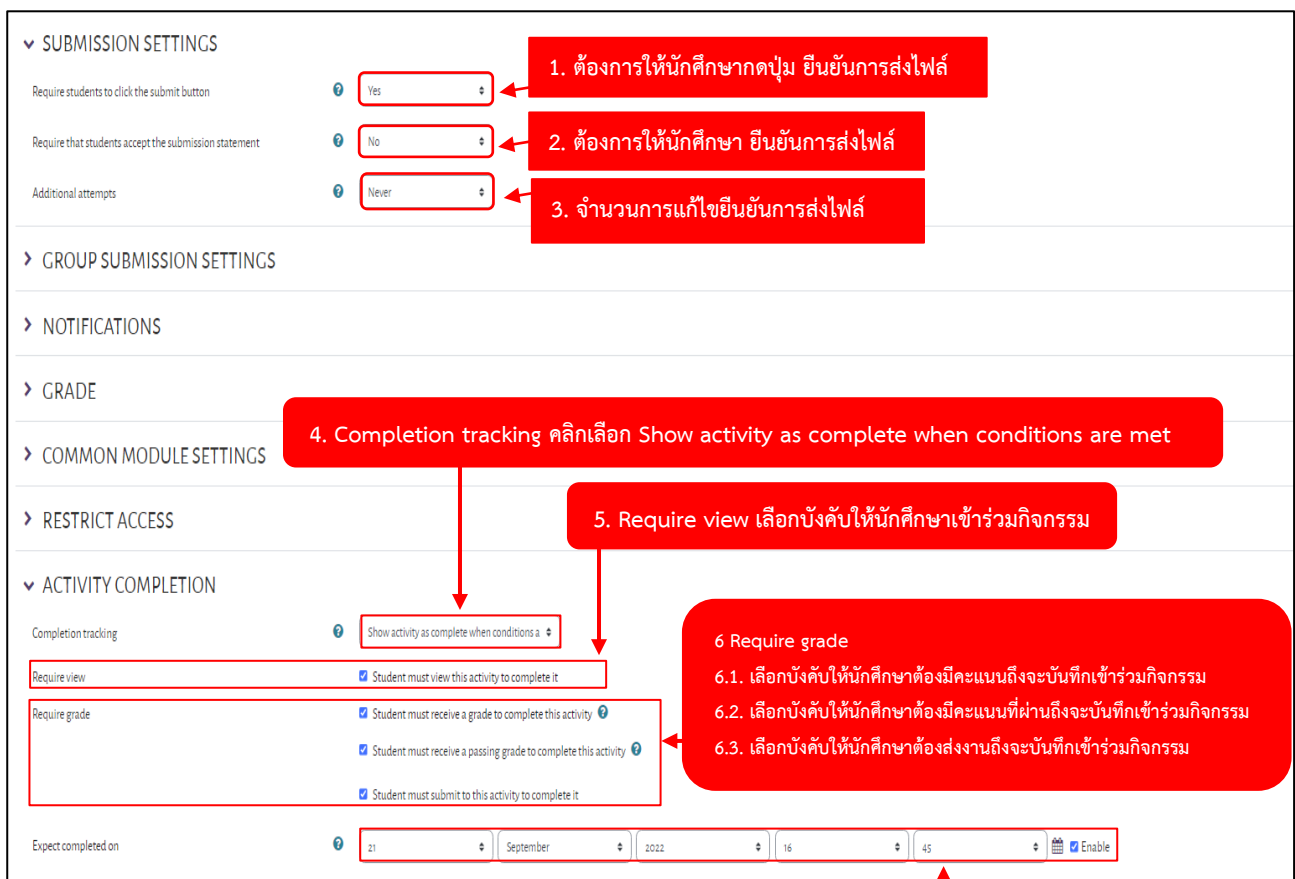 SUBMISSION SETTINGS
1. ต้องการให้นักศึกษากดปุ่ม ยืนยันการส่งไฟล์
Require students to click the submit button
Yes
Require that students accept the submission statement
No
2. ต้องการให้นักศึกษา ยืนยันการส่งไฟล์
Additional attempts
Never
3. จำนวนการแก้ไขยืนยันการส่งไฟล์
GROUP SUBMISSION SETTINGS
NOTIFICATIONS
GRADE
4. Completion tracking คลิกเลือก Show activity as complete when conditions are met
COMMON MODULE SETTINGS
RESTRICT ACCESS
5. Require view เลือกบังคับให้นักศึกษาเข้าร่วมกิจกรรม
ACTIVITY COMPLETION
Completion tracking
Show activity as complete when conditions a
Require view
Student must view this activity to complete it
Require grade
Student must receive a grade to complete this activity
Student must receive a passing grade to complete this activity
Student must submit to this activity to complete it
6 Require grade
6.1. เลือกบังคับให้นักศึกษาต้องมีคะแนนถึงจะบันทึกเข้าร่วมกิจกรรม
6.2. เลือกบังคับให้นักศึกษาต้องมีคะแนนที่ผ่านถึงจะบันทึกเข้าร่วมกิจกรรม
6.3. เลือกบังคับให้นักศึกษาต้องส่งงานถึงจะบันทึกเข้าร่วมกิจกรรม
Expect completed on
21 September 2022 16 45 Enable